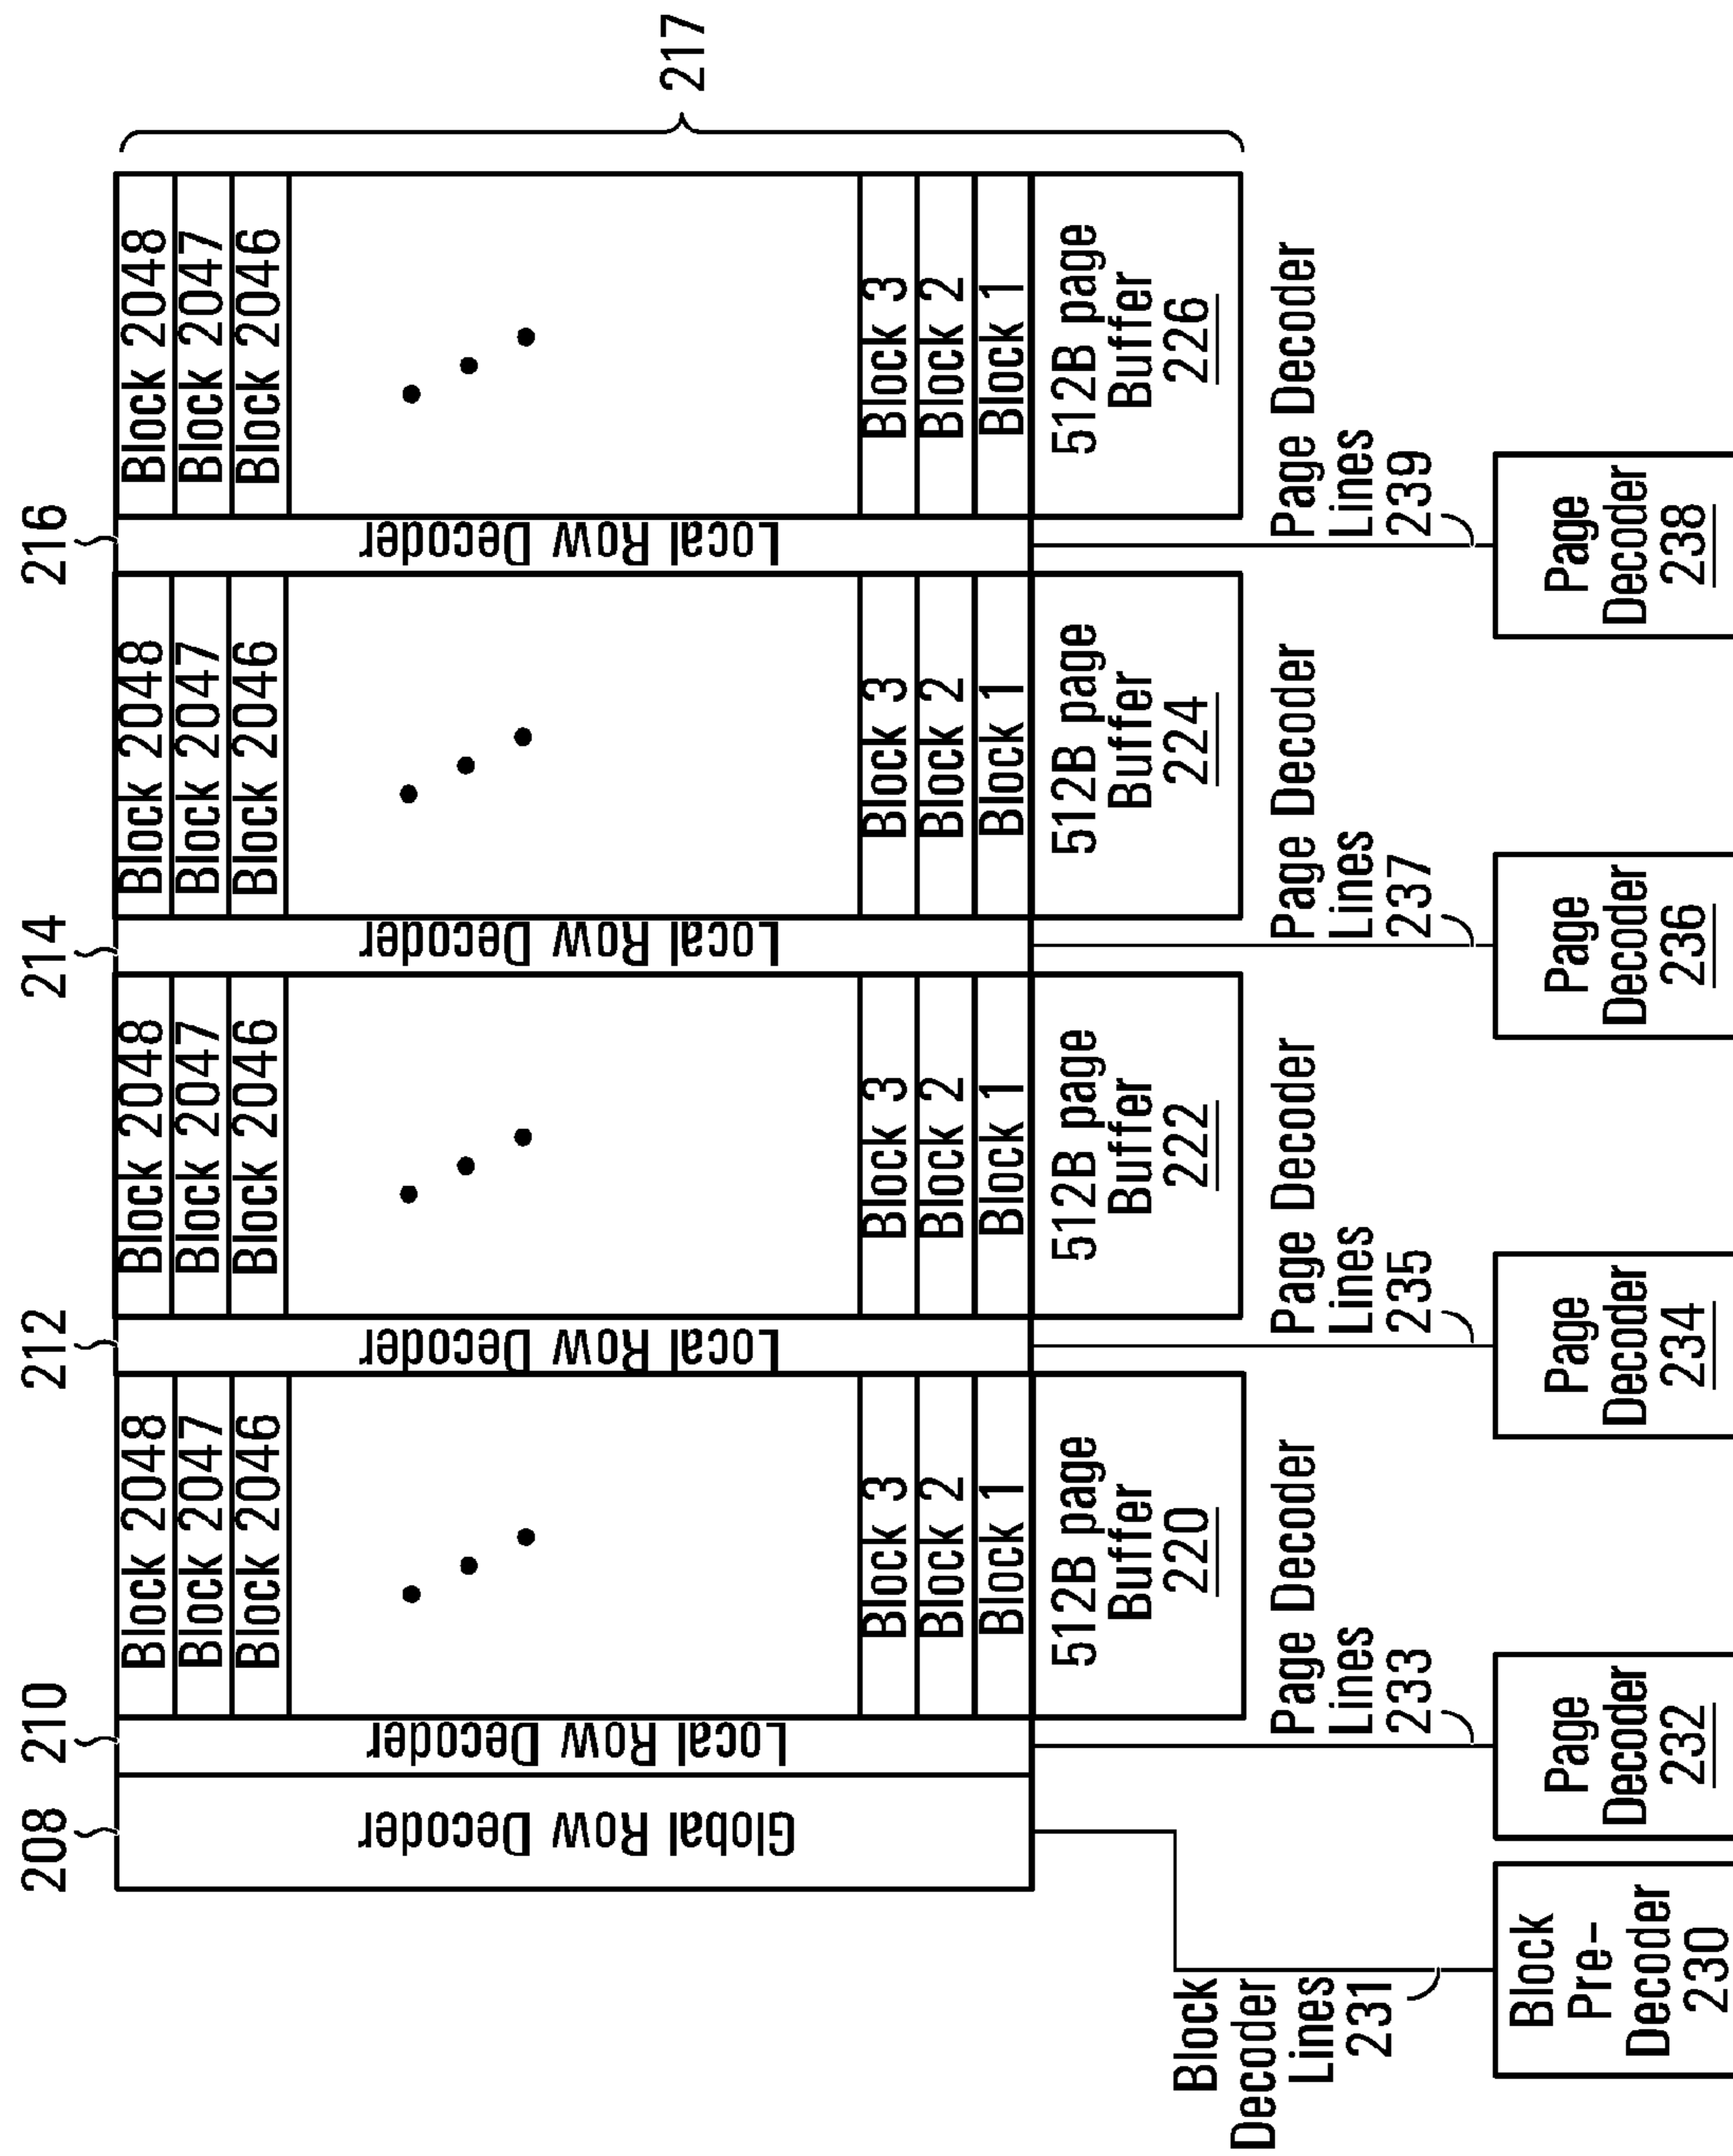 208
210
212
214
216
217
Global Row Decoder
Local Row Decoder
Block 2048
Block 2047
Block 2046
Block 3
Block 2
Block 1
512B page
Buffer
220
Local Row Decoder
Block 2048
Block 2047
Block 2046
Block 3
Block 2
Block 1
512B page
Buffer
222
Local Row Decoder
Block 2048
Block 2047
Block 2046
Block 3
Block 2
Block 1
512B page
Buffer
224
Local Row Decoder
Block 2048
Block 2047
Block 2046
Block 3
Block 2
Block 1
512B page
Buffer
226
Block
Decoder
Lines
231
Page Decoder
Lines
233
Page Decoder
Lines
235
Page Decoder
Lines
237
Page Decoder
Lines
239
Block
Pre-
Decoder
230
Page
Decoder
232
Page
Decoder
234
Page
Decoder
236
Page
Decoder
238